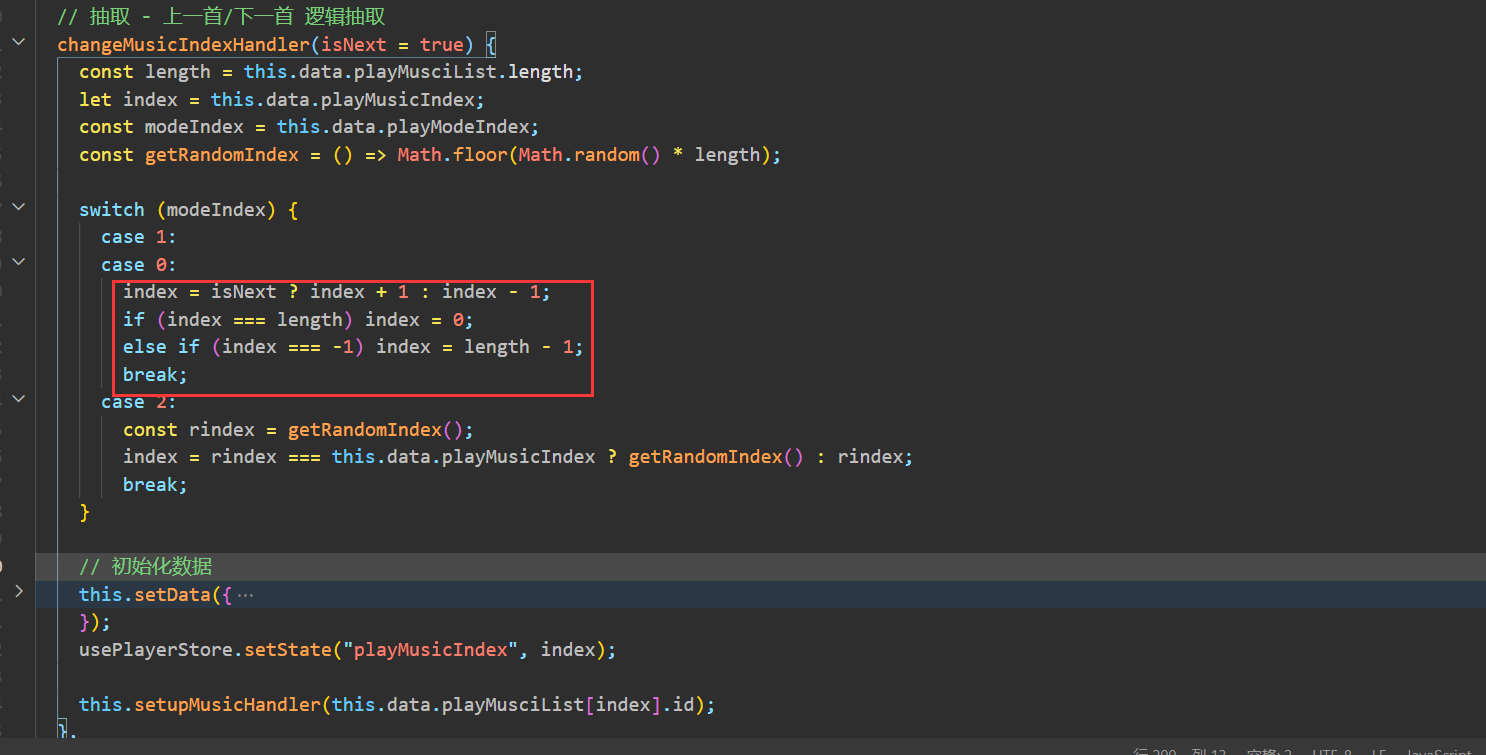 // 抽取 - 上一首/下一首 逻辑抽取
changeMusicIndexHandler(isNext = true) {
const length = this.data.playMusciList.length;
let index = this.data.playMusicIndex;
const modeIndex = this.data.playModeIndex;
const getRandomIndex = () => Math.floor(Math.random() * length);
switch (modeIndex) {
case 1:
case 0:
index = isNext ? index + 1 : index - 1;
if (index === length) index = 0;
else if (index === -1) index = length - 1;
break;
case 2:
const rindex = getRandomIndex();
index = rindex === this.data.playMusicIndex ? getRandomIndex() : rindex;
break;
}
// 初始化数据
this.setData({ ···
});
usePlayerStore.setState("playMusicIndex", index);
this.setupMusicHandler(this.data.playMusciList[index].id);
},